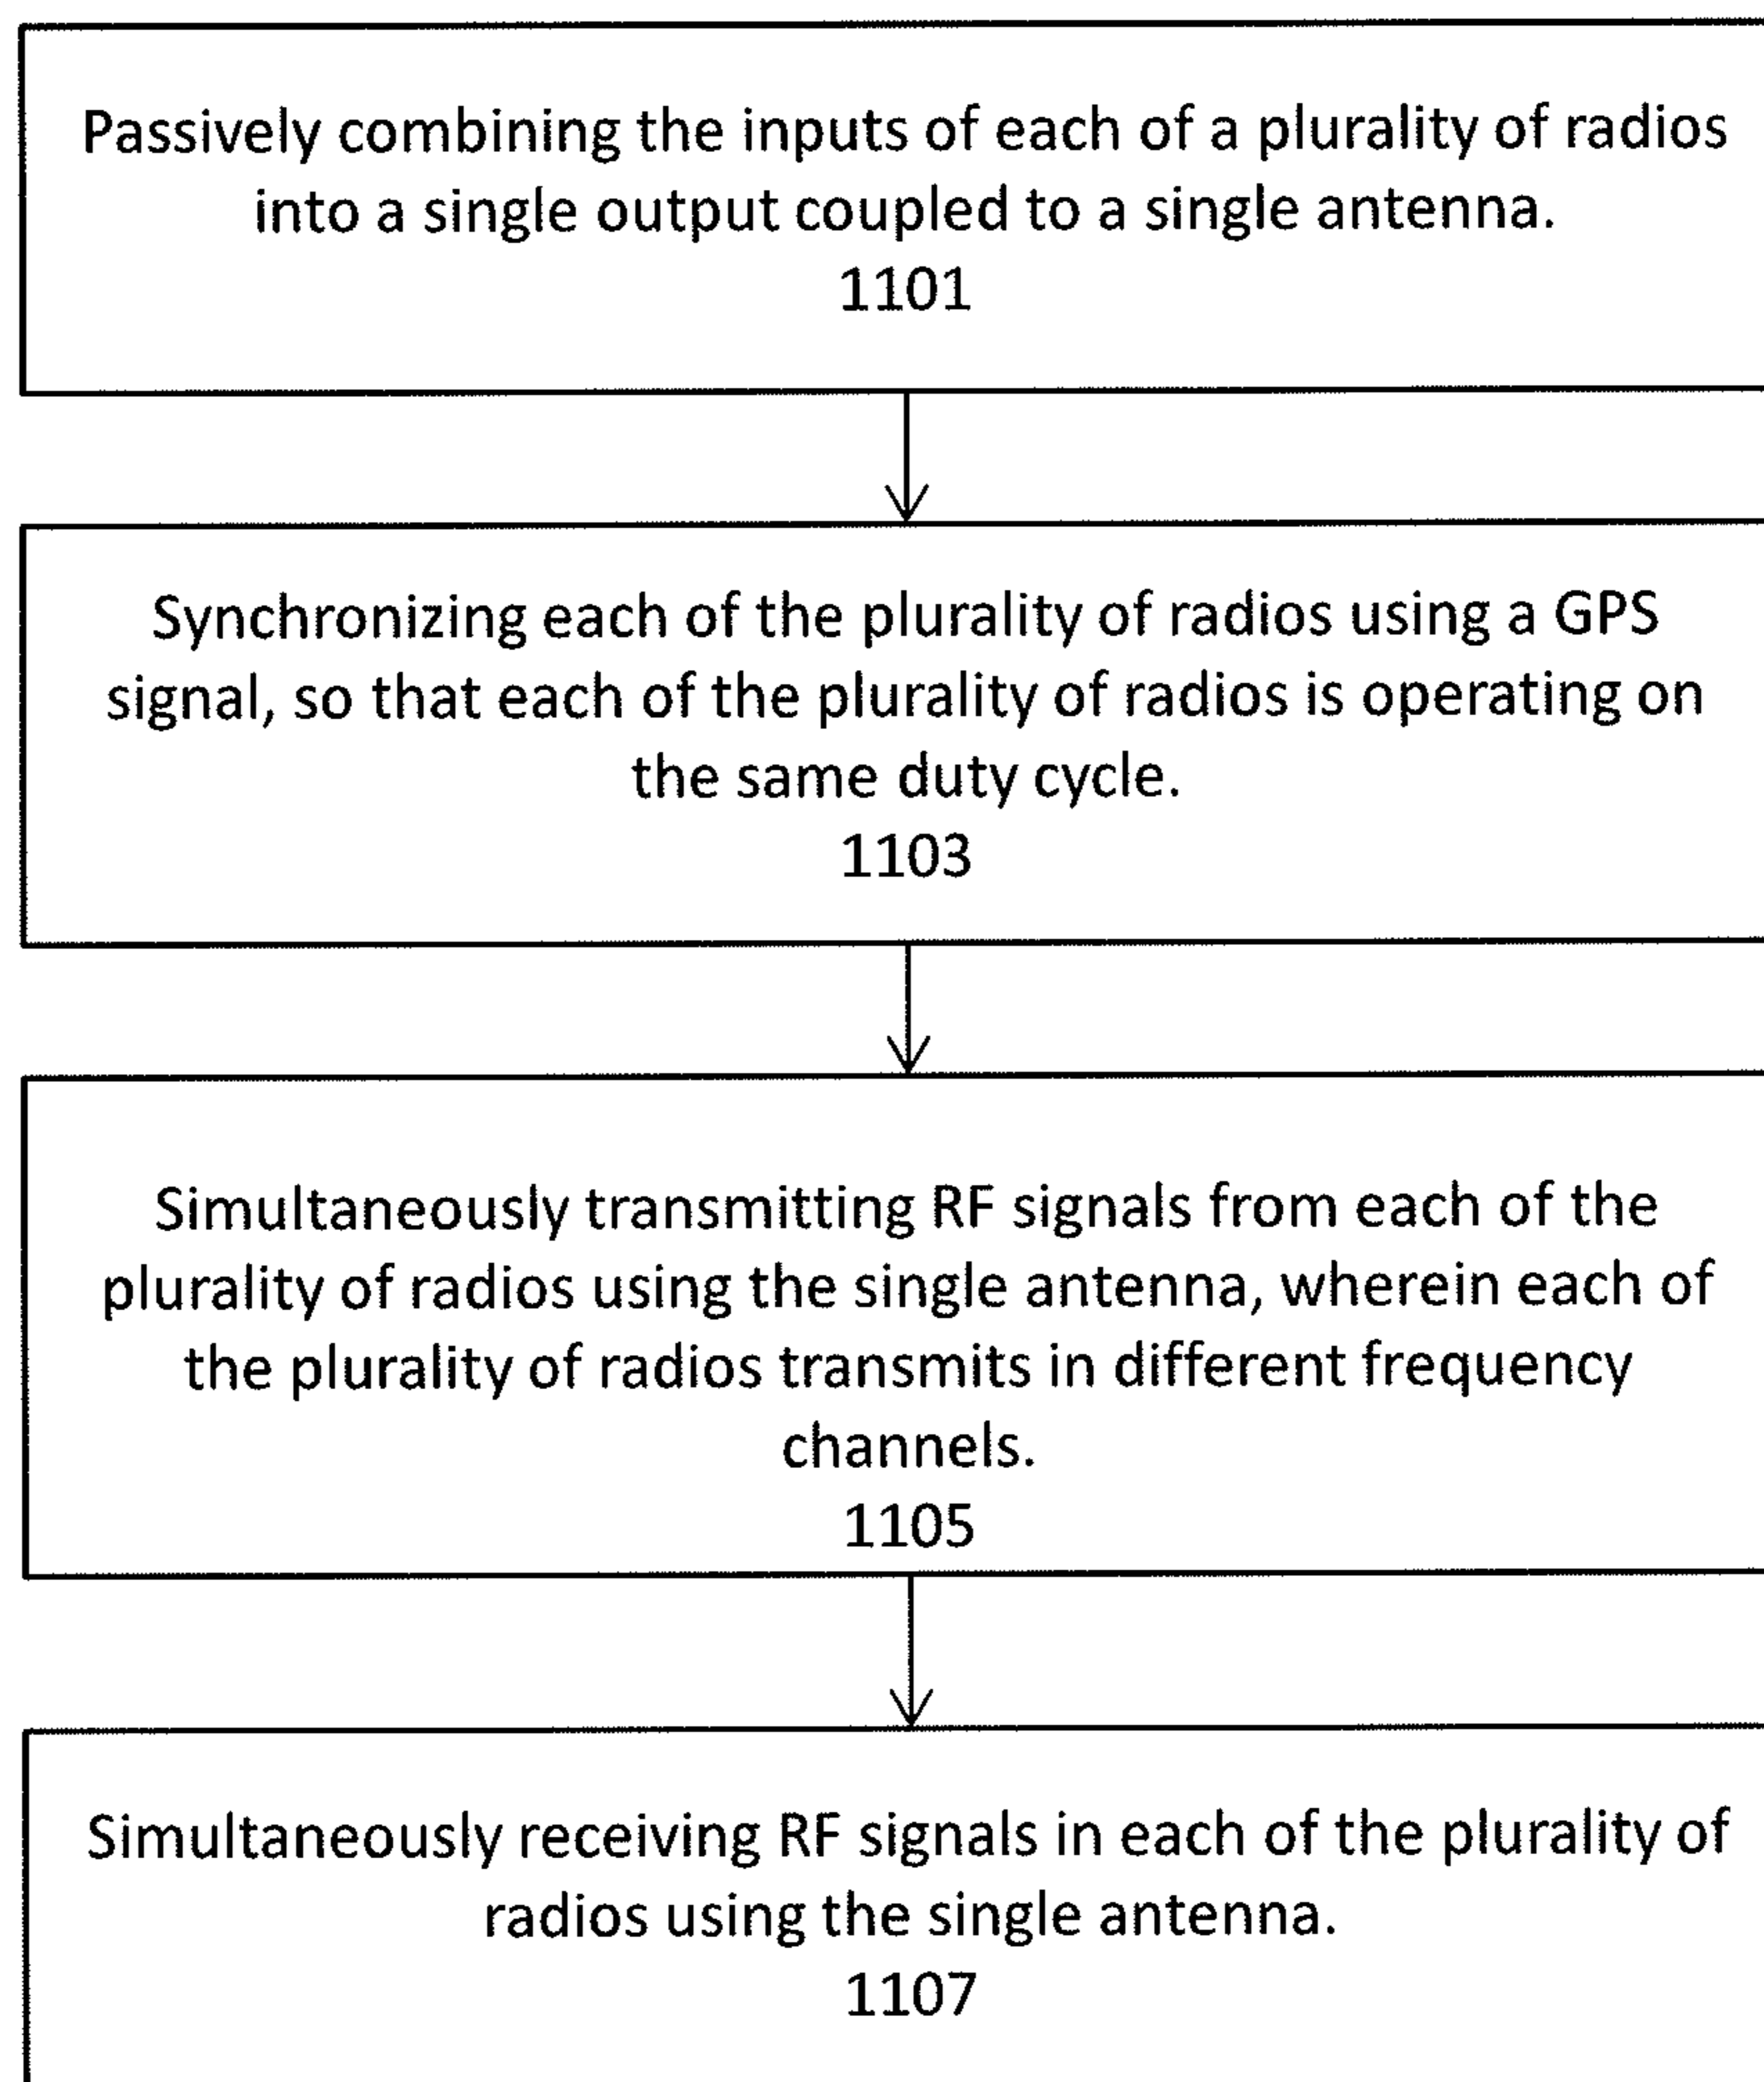 Passively combining the inputs of each of a plurality of radios
into a single output coupled to a single antenna.
1101
Synchronizing each of the plurality of radios using a GPS
signal, so that each of the plurality of radios is operating on
the same duty cycle.
1103
Simultaneously transmitting RF signals from each of the
plurality of radios using the single antenna, wherein each of
the plurality of radios transmits in different frequency
channels.
1105
Simultaneously receiving RF signals in each of the plurality of
radios using the single antenna.
1107